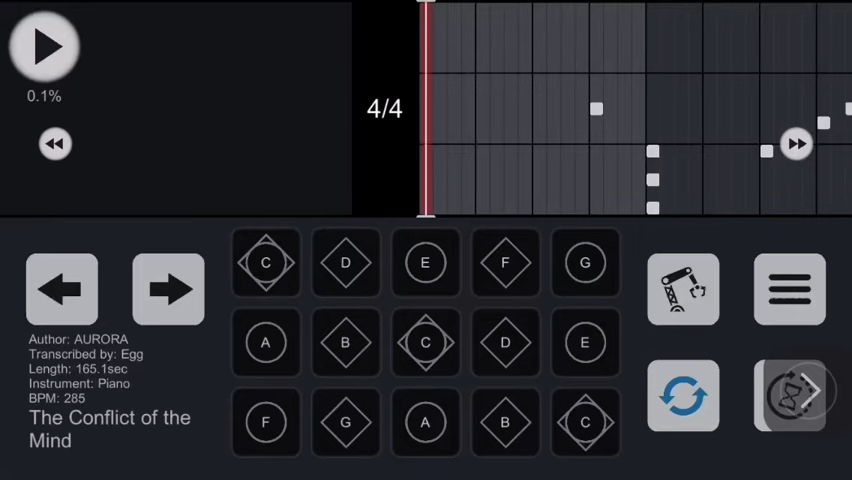 0.1%
4/4
C D E F G
A B C D E
F G A B C
Author: AURORA
Transcribed by: Egg
Length: 165.1sec
Instrument: Piano
BPM: 285
The Conflict of the
Mind